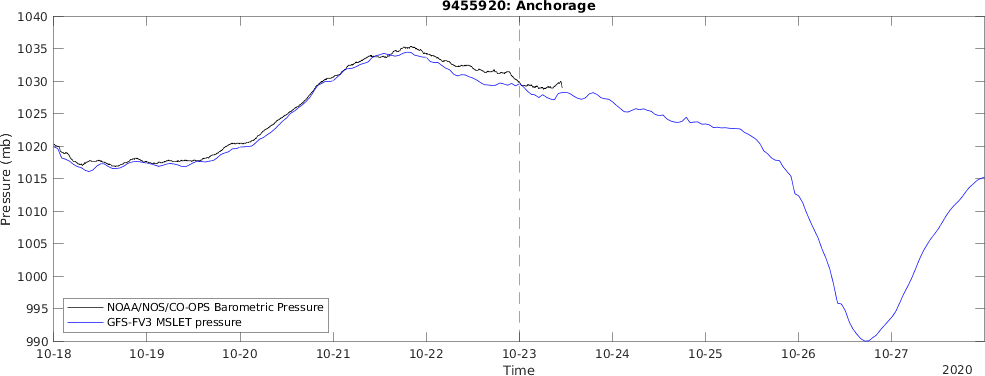 9455920: Anchorage
1040
1035
1030
1025
1020
1015
1010
1005
1000
995
990
Pressure (mb)
NOAA/NOS/CO-OPS Barometric Pressure
GFS-FV3 MSLET pressure
10-18 10-19 10-20 10-21 10-22 10-23 10-24 10-25 10-26 10-27
Time
2020